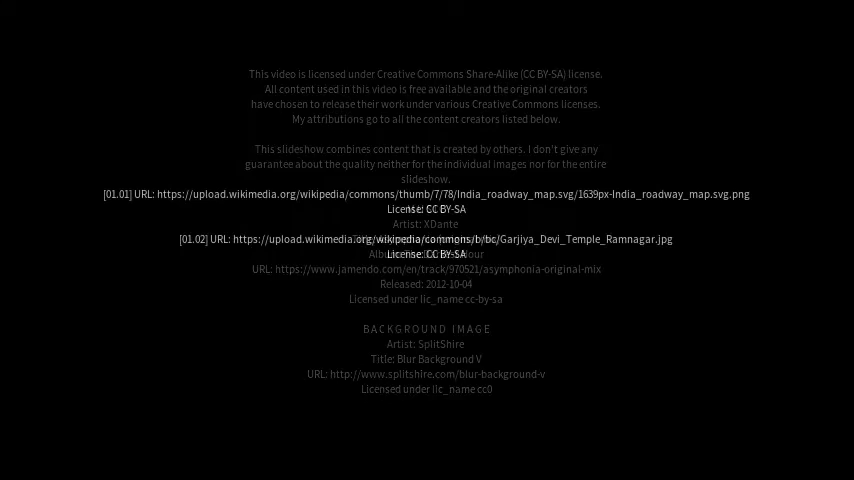 This video is licensed under Creative Commons Share-Alike (CC BY-SA) license.
All content used in this video is free available and the original creators
have chosen to release their work under various Creative Commons licenses.
My attributions go to all the content creators listed below.
This slideshow combines content that is created by others. I don't give any
guarantee about the quality neither for the individual images nor for the entire
slideshow.
[01.01] URL: https://upload.wikimedia.org/wikipedia/commons/thumb/7/78/India_roadway_map.svg/1639px-India_roadway_map.svg.png
License: CC BY-SA
Artist: XDante
[01.02] URL: https://upload.wikimedia.org/wikipedia/commons/b/bc/Garjiya_Devi_Temple_Ramnagar.jpg
License: CC BY-SA
URL: https://www.jamendo.com/en/track/970521/asymphonia-original-mix
Released: 2012-10-04
Licensed under lic_name cc-by-sa
BACKGROUND IMAGE
Artist: SplitShire
Title: Blur Background V
URL: http://www.splitshire.com/blur-background-v
Licensed under lic_name cc0